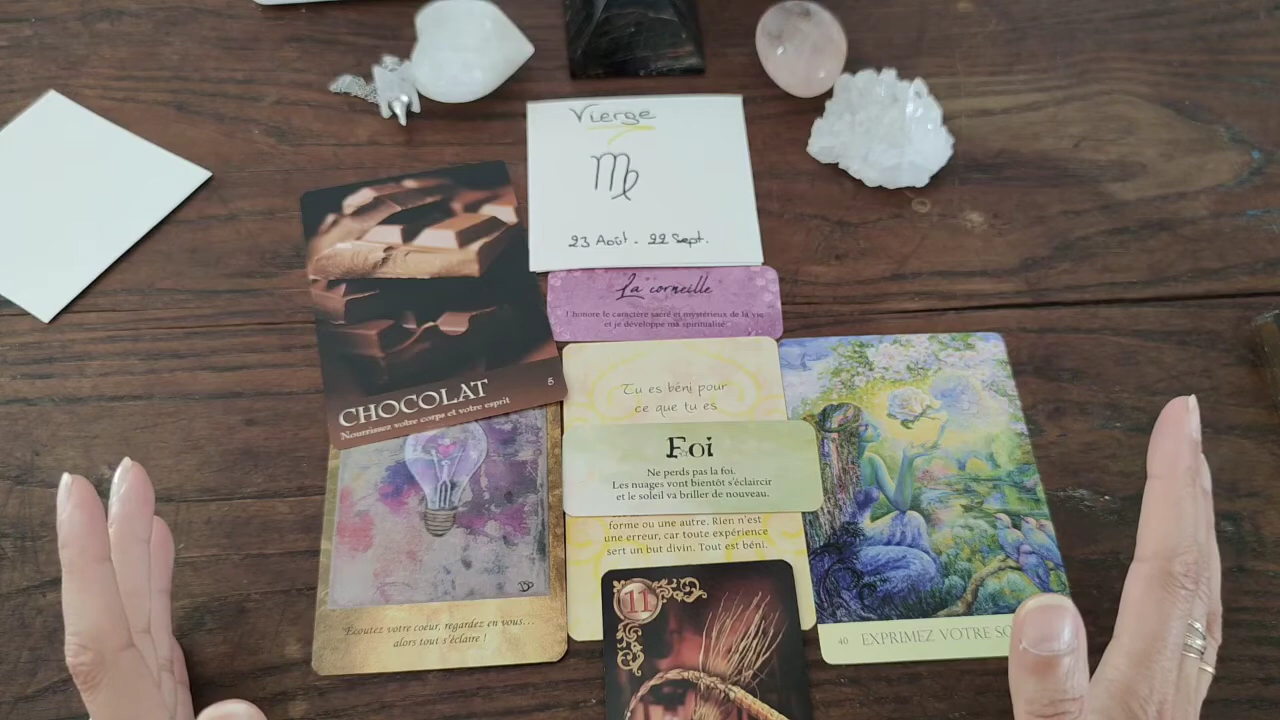 Vierge
23 Août - 22 Sept.
La corneille
J'honore le caractère sacré et mystérieux de la vie
et je développe ma spiritualité.
CHOCOLAT
5
Nourrissez votre corps et votre esprit
Tu es béni pour
ce que tu es
Foi
Ne perds pas la foi.
Les nuages vont bientôt s'éclaircir
et le soleil va briller de nouveau.
forme ou une autre. Rien n'est
une erreur, car toute expérience
sert un but divin. Tout est béni.
Écoutez votre coeur, regardez en vous...
alors tout s'éclaire !
11
40 EXPRIMEZ VOTRE